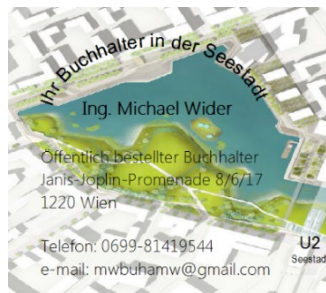 Ihr Buchhalter in der Seestadt
Ing. Michael Wider
Öffentlich bestellter Buchhalter
Janis-Joplin-Promenade 8/6/17
1220 Wien
Telefon: 0699-81419544
e-mail: mwbuhamw@gmail.com
U2
Seestadt